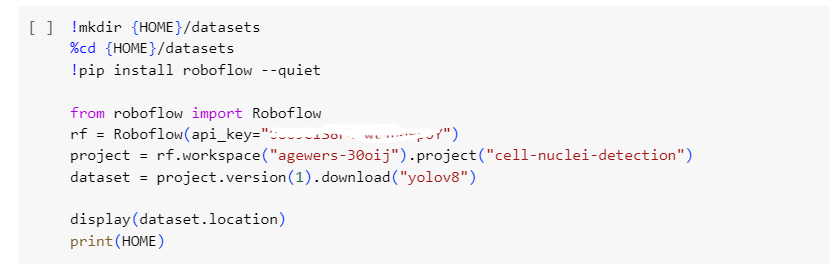 [ ] !mkdir {HOME}/datasets
%cd {HOME}/datasets
!pip install roboflow --quiet
from roboflow import Roboflow
rf = Roboflow(api_key="
project = rf.workspace("agewers-30oij").project("cell-nuclei-detection")
dataset = project.version(1).download("yolov8")
display(dataset.location)
print(HOME)